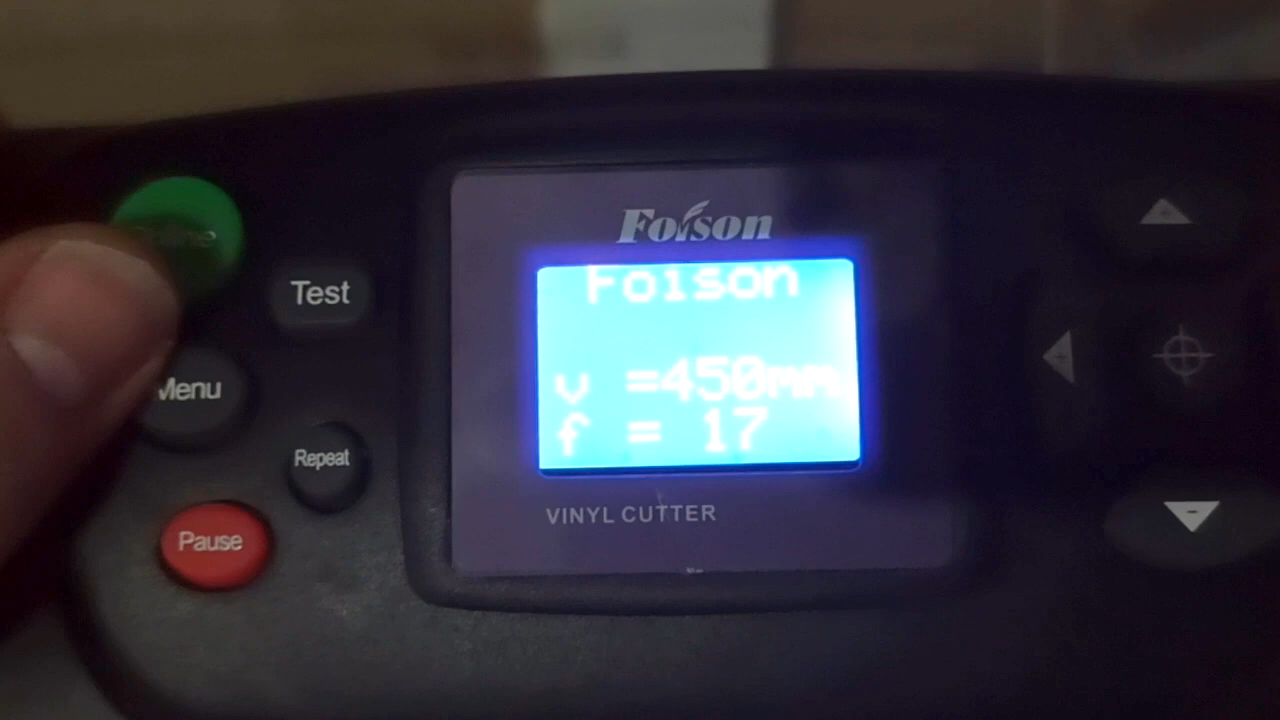 Foison
Foison
v =450mm
f = 17
VINYL CUTTER
Test
Menu
Repeat
Pause